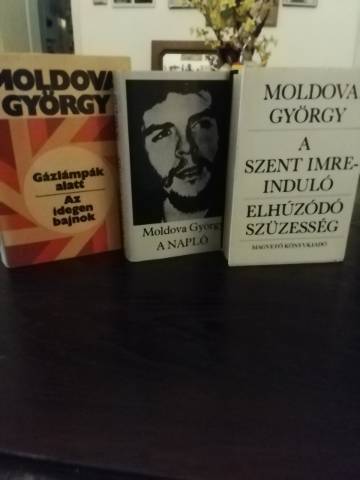 MOLDOVA
GYÖRGY
Gázlámpák
alatt
Az
idegen
bajnok
Moldova György
A NAPLÓ
MOLDOVA
GYÖRGY
A
SZENT IMRE-
INDULÓ
ELHÚZÓDÓ
SZÜZESSÉG
MAGVETŐ KÖNYVKIADÓ